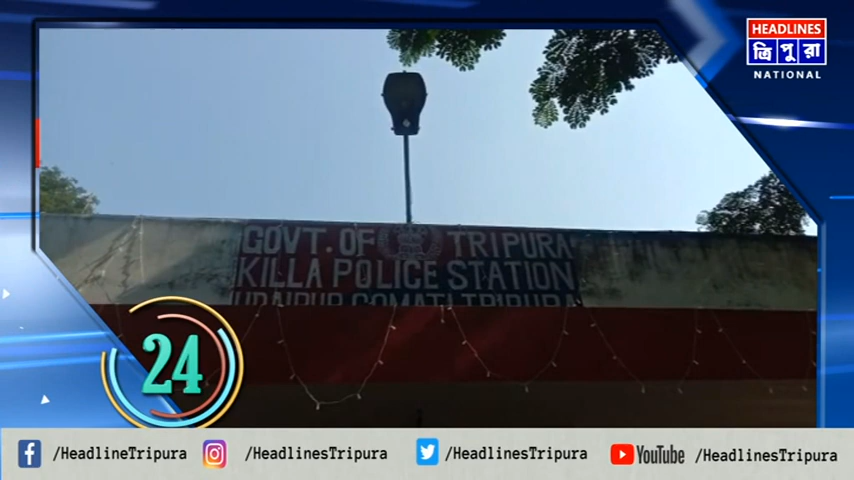 HEADLINES
ত্রিপুরা
NATIONAL
GOVT. OF TRIPURA
KILLA POLICE STATION
UDAIPUR GOMATI TRIPURA
24
/HeadlineTripura
/HeadlinesTripura
/HeadlinesTripura
YouTube /HeadlinesTripura